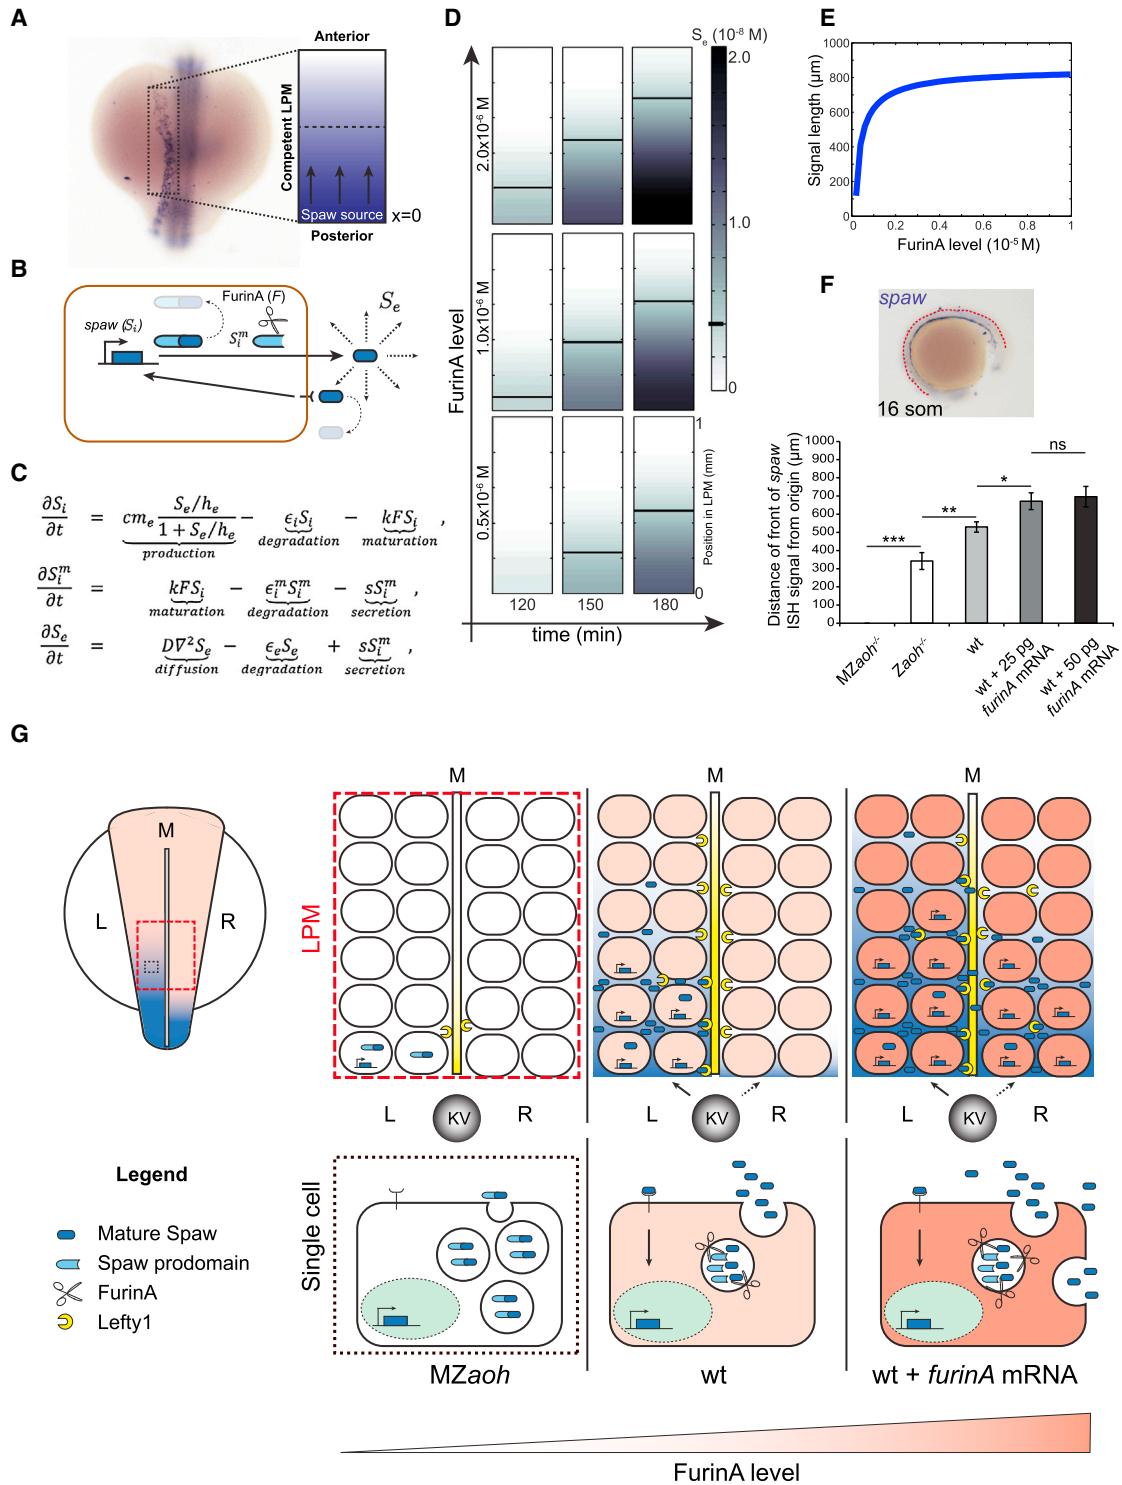 A
Anterior
Competent LPM
Spaw source
x=0
Posterior
B
FurinA (F)
spaw (Sᵢ)
Sᵢᵐ
Sₑ
C
∂Sᵢ/∂t = cmₑ (Sₑ/hₑ)/(1 + Sₑ/hₑ) − ϵᵢSᵢ − kFSᵢ ,
production degradation maturation
∂Sᵢᵐ/∂t = kFSᵢ − ϵᵢᵐSᵢᵐ − sSᵢᵐ ,
maturation degradation secretion
∂Sₑ/∂t = D∇²Sₑ − ϵₑSₑ + sSᵢᵐ ,
diffusion degradation secretion
D
Sₑ (10⁻⁸ M)
2.0
1.0
0
FurinA level
2.0x10⁻⁶ M
1.0x10⁻⁶ M
0.5x10⁻⁶ M
1
Position in LPM (mm)
0
120 150 180
time (min)
E
Signal length (µm)
1000
800
600
400
200
0
0 0.2 0.4 0.6 0.8 1
FurinA level (10⁻⁵ M)
F
spaw
16 som
Distance of front of spaw
ISH signal from origin (µm)
1000
900
800
700
600
500
400
300
200
100
0
*** ** * ns
MZaoh⁻/⁻
Zaoh⁻/⁻
wt
wt + 25 pg
furinA mRNA
wt + 50 pg
furinA mRNA
G
M
L R
LPM
M M M
L KV R
L KV R
L KV R
Legend
Mature Spaw
Spaw prodomain
FurinA
Lefty1
Single cell
MZaoh
wt
wt + furinA mRNA
FurinA level